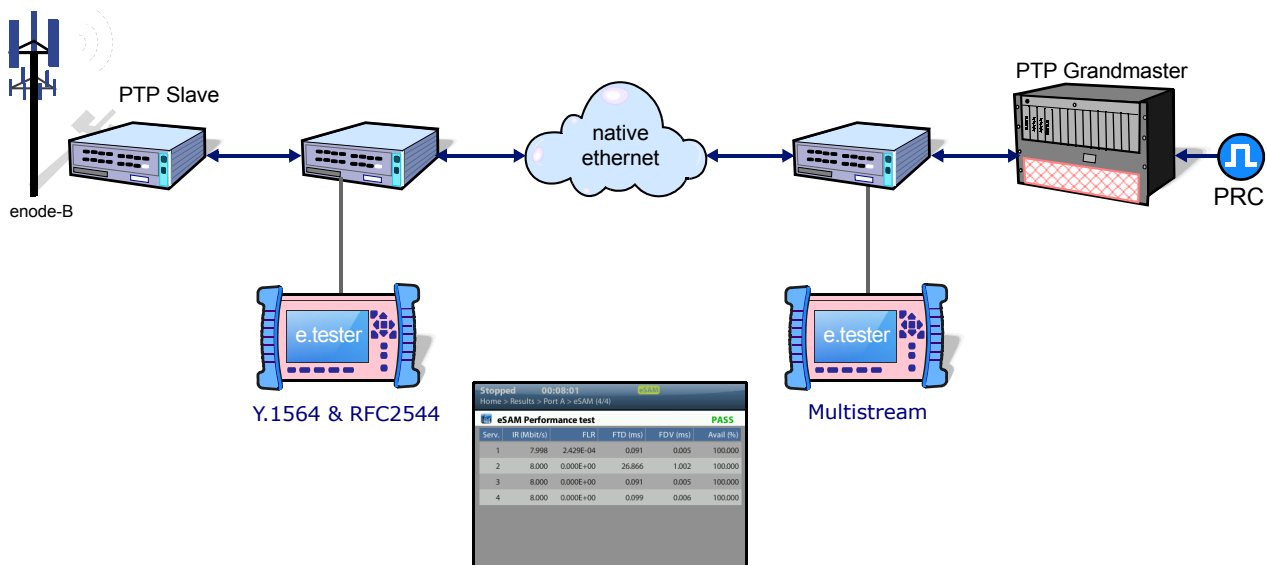 PTP Grandmaster
PTP Slave
native
ethernet
PRC
enode-B
e.tester
e.tester
Y.1564 & RFC2544
Multistream
Stopped 00:08:01 eSAM
Home > Results > Port A > eSAM (4/4)
eSAM Performance test PASS
Serv. IR (Mbit/s) FLR FTD (ms) FDV (ms) Avail (%)
1 7.998 2.429E-04 0.091 0.005 100.000
2 8.000 0.000E+00 26.866 1.002 100.000
3 8.000 0.000E+00 0.091 0.005 100.000
4 8.000 0.000E+00 0.099 0.006 100.000